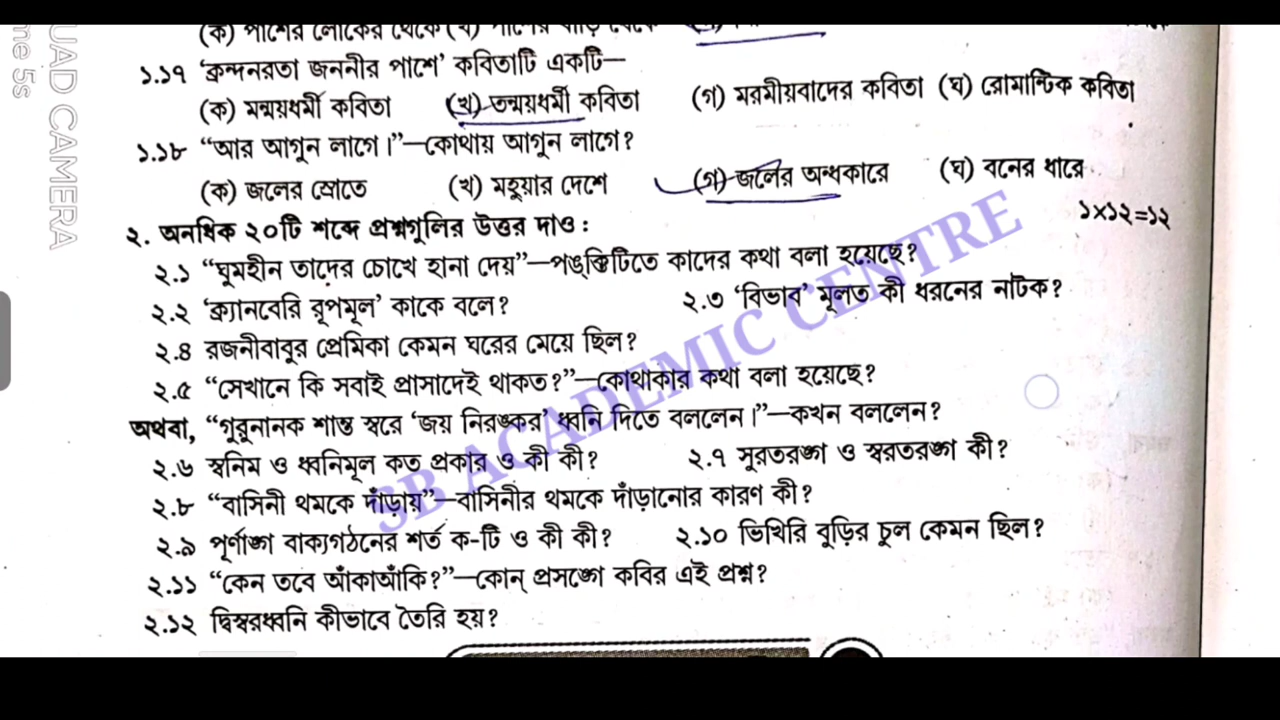 (ক) পাশের লোকের থেকে (খ) পাশের বাড়ি থেকে
১.১৭ ‘ক্রন্দনরতা জননীর পাশে’ কবিতাটি একটি—
(ক) মন্ময়ধর্মী কবিতা (খ) তন্ময়ধর্মী কবিতা (গ) মরমীয়বাদের কবিতা (ঘ) রোমান্টিক কবিতা
১.১৮ “আর আগুন লাগে।”—কোথায় আগুন লাগে?
(ক) জলের স্রোতে (খ) মহুয়ার দেশে (গ) জলের অন্ধকারে (ঘ) বনের ধারে
২. অনধিক ২০টি শব্দে প্রশ্নগুলির উত্তর দাও : ১×১২=১২
২.১ “ঘুমহীন তাদের চোখে হানা দেয়”—পঙ্‌ক্তিটিতে কাদের কথা বলা হয়েছে?
২.২ ‘ক্র্যানবেরি রূপমূল’ কাকে বলে? ২.৩ ‘বিভাব’ মূলত কী ধরনের নাটক?
২.৪ রজনীবাবুর প্রেমিকা কেমন ঘরের মেয়ে ছিল?
২.৫ “সেখানে কি সবাই প্রাসাদেই থাকত?”—কোথাকার কথা বলা হয়েছে?
অথবা, “গুরুনানক শান্ত স্বরে ‘জয় নিরঙ্কর’ ধ্বনি দিতে বললেন।”—কখন বললেন?
২.৬ স্বনিম ও ধ্বনিমূল কত প্রকার ও কী কী? ২.৭ সুরতরঙ্গ ও স্বরতরঙ্গ কী?
২.৮ “বাসিনী থমকে দাঁড়ায়”—বাসিনীর থমকে দাঁড়ানোর কারণ কী?
২.৯ পূর্ণাঙ্গ বাক্যগঠনের শর্ত ক-টি ও কী কী? ২.১০ ভিখিরি বুড়ির চুল কেমন ছিল?
২.১১ “কেন তবে আঁকাআঁকি?”—কোন্ প্রসঙ্গে কবির এই প্রশ্ন?
২.১২ দ্বিস্বরধ্বনি কীভাবে তৈরি হয়?
SB ACADEMIC CENTRE
UAD CAMERA
ne 5s